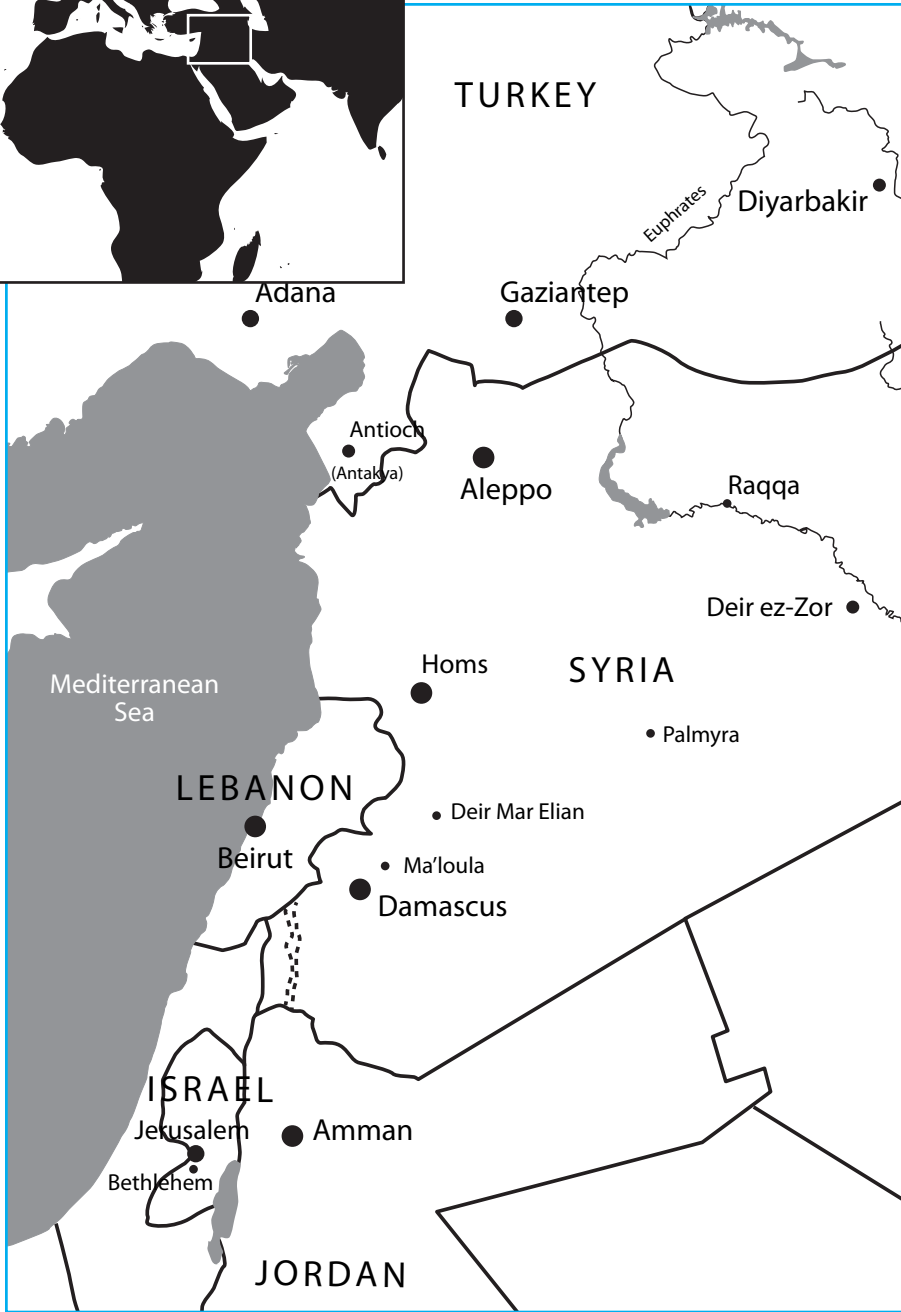 TURKEY
Euphrates
Diyarbakir
Adana
Gaziantep
Antioch
(Antakya)
Aleppo
Raqqa
Deir ez-Zor
Homs
SYRIA
Mediterranean
Sea
Palmyra
LEBANON
Deir Mar Elian
Beirut
Ma’loula
Damascus
ISRAEL
Jerusalem
Amman
Bethlehem
JORDAN